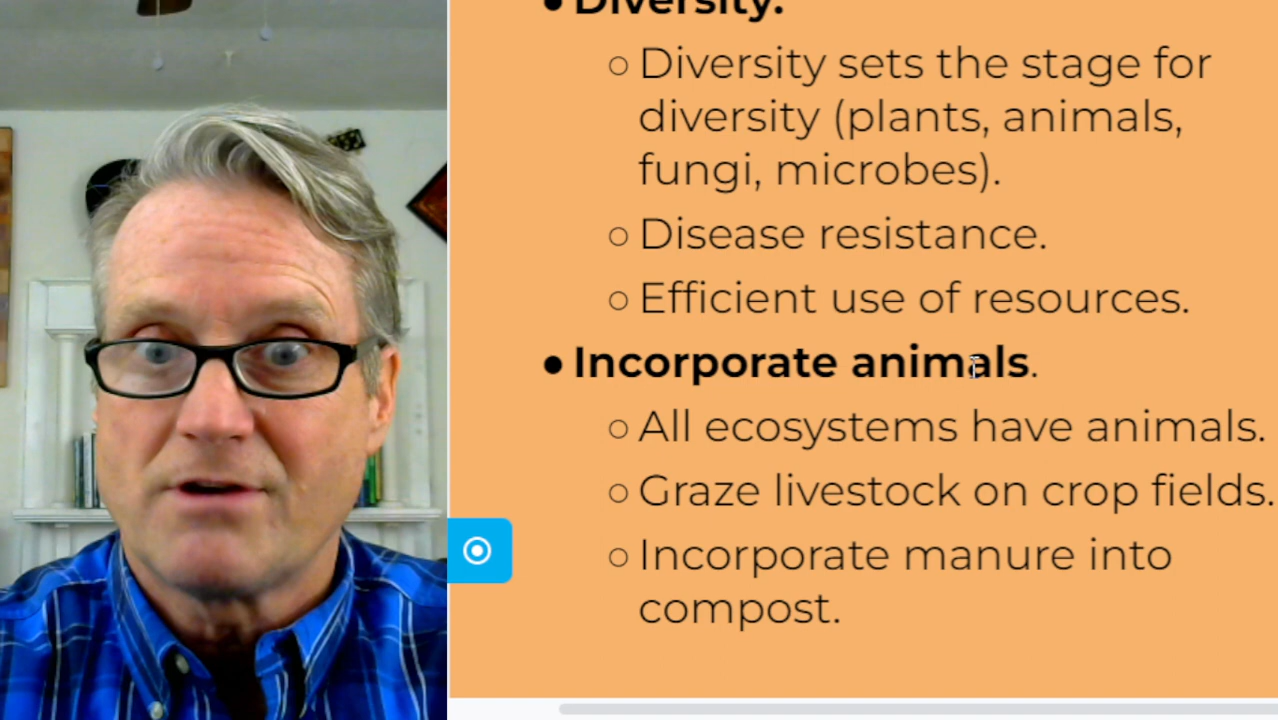 ● Diversity.
○ Diversity sets the stage for
diversity (plants, animals,
fungi, microbes).
○ Disease resistance.
○ Efficient use of resources.
● Incorporate animals.
○ All ecosystems have animals.
○ Graze livestock on crop fields.
○ Incorporate manure into
compost.